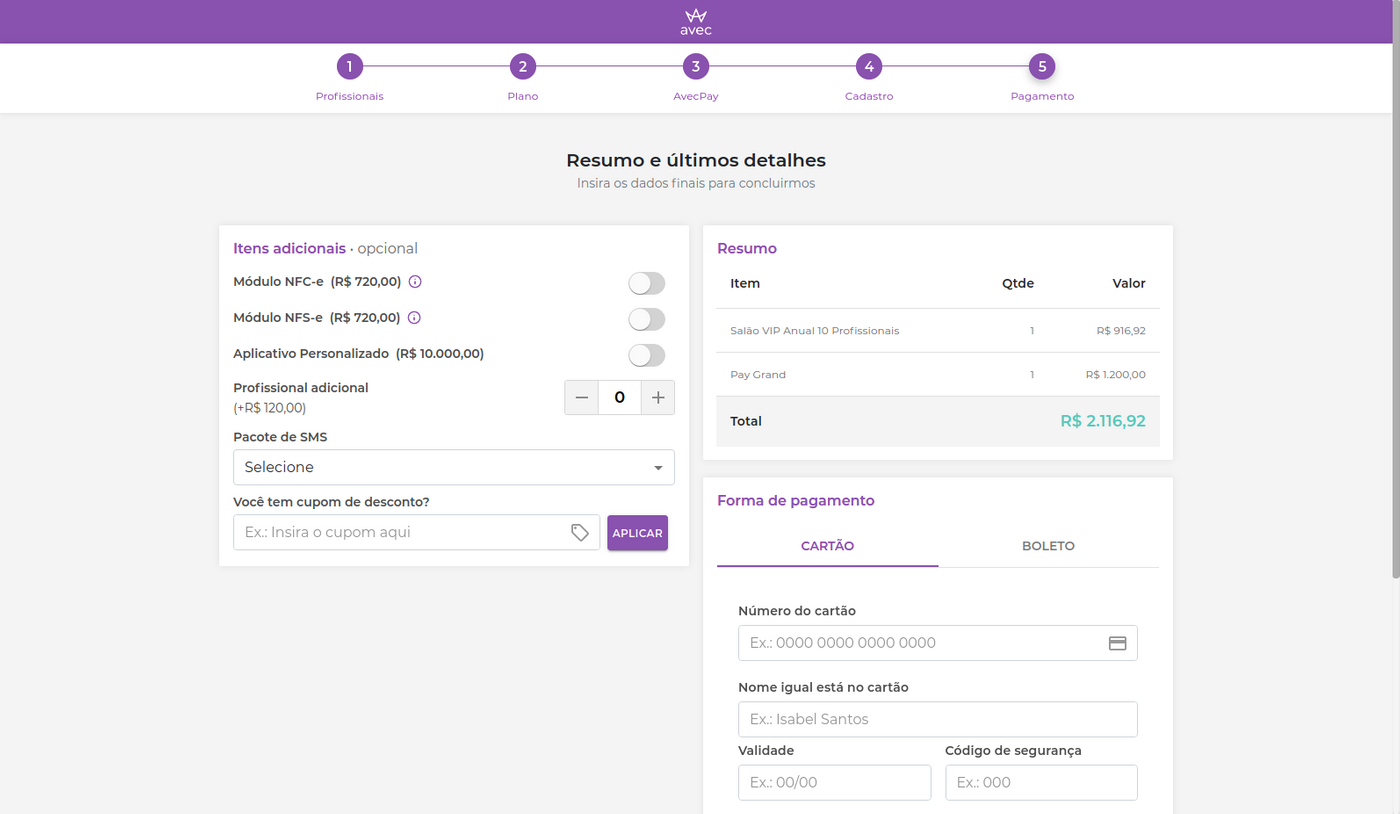 avec
1
2
3
4
5
Profissionais
Plano
AvecPay
Cadastro
Pagamento
Resumo e últimos detalhes
Insira os dados finais para concluirmos
Itens adicionais • opcional
Módulo NFC-e (R$ 720,00)
Módulo NFS-e (R$ 720,00)
Aplicativo Personalizado (R$ 10.000,00)
Profissional adicional
(+R$ 120,00)
0
Pacote de SMS
Selecione
Você tem cupom de desconto?
Ex.: Insira o cupom aqui
APLICAR
Resumo
Item Qtde Valor
Salão VIP Anual 10 Profissionais 1 R$ 916,92
Pay Grand 1 R$ 1.200,00
Total R$ 2.116,92
Forma de pagamento
CARTÃO BOLETO
Número do cartão
Ex.: 0000 0000 0000 0000
Nome igual está no cartão
Ex.: Isabel Santos
Validade Código de segurança
Ex.: 00/00 Ex.: 000